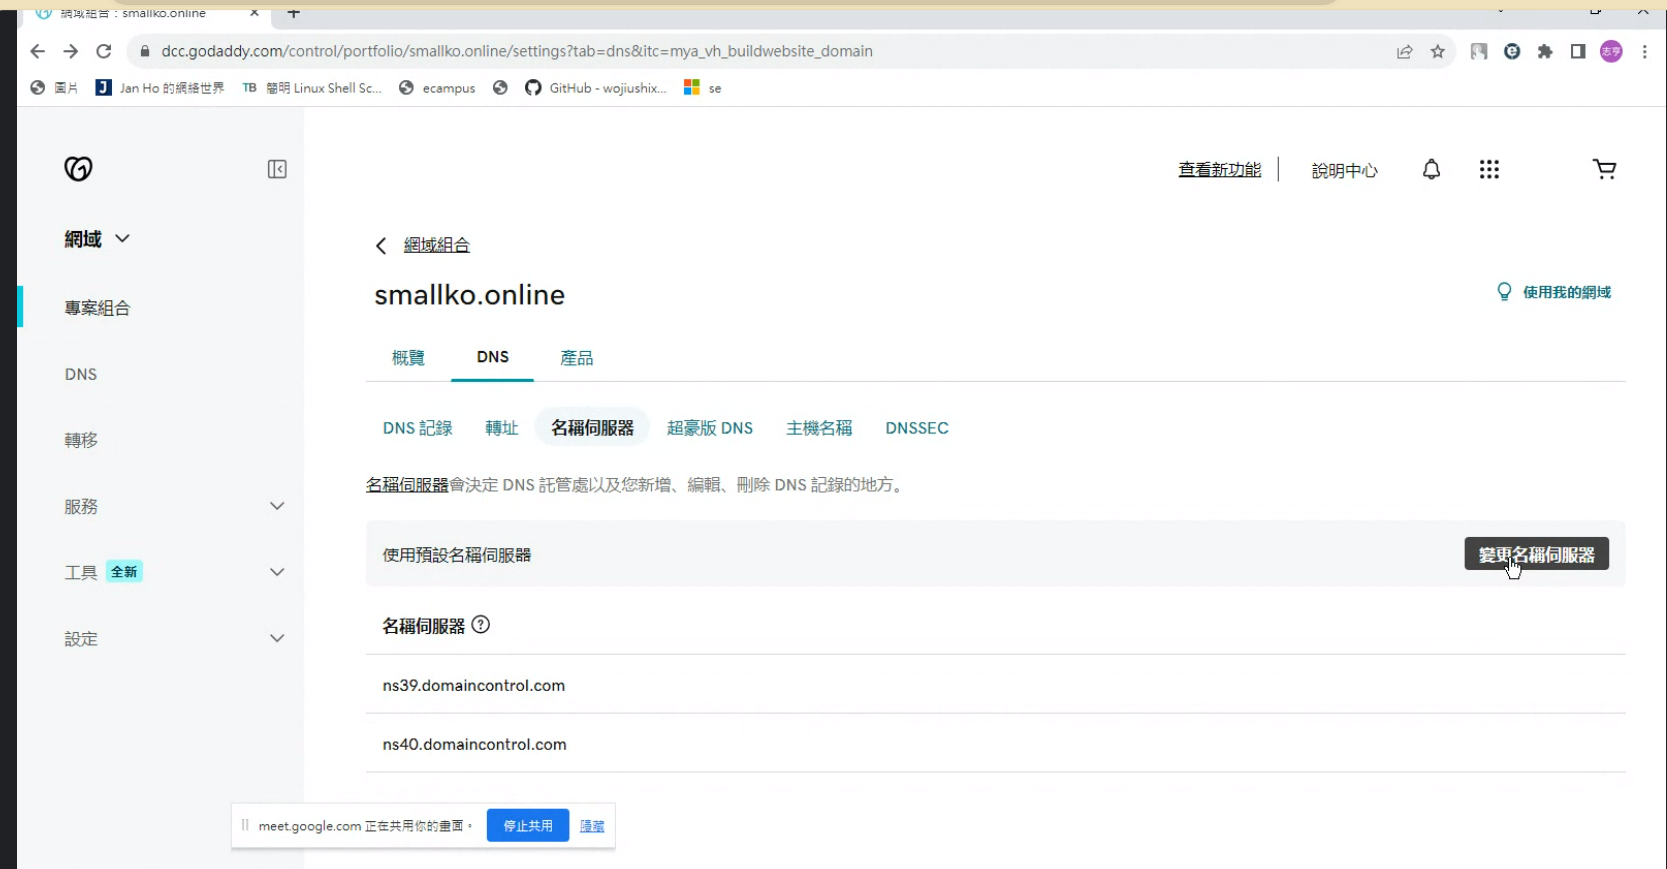 網域組合：smallko.online
dcc.godaddy.com/control/portfolio/smallko.online/settings?tab=dns&itc=mya_vh_buildwebsite_domain
志亨
圖片 Jan Ho 的網絡世界 TB 簡明 Linux Shell Sc... ecampus GitHub - wojiushix... se
查看新功能 說明中心
網域
專案組合
DNS
轉移
服務
工具 全新
設定
網域組合
smallko.online
使用我的網域
概覽 DNS 產品
DNS 記錄 轉址 名稱伺服器 超豪版 DNS 主機名稱 DNSSEC
名稱伺服器會決定 DNS 託管處以及您新增、編輯、刪除 DNS 記錄的地方。
使用預設名稱伺服器 變更名稱伺服器
名稱伺服器
ns39.domaincontrol.com
ns40.domaincontrol.com
meet.google.com 正在共用你的畫面。 停止共用 隱藏